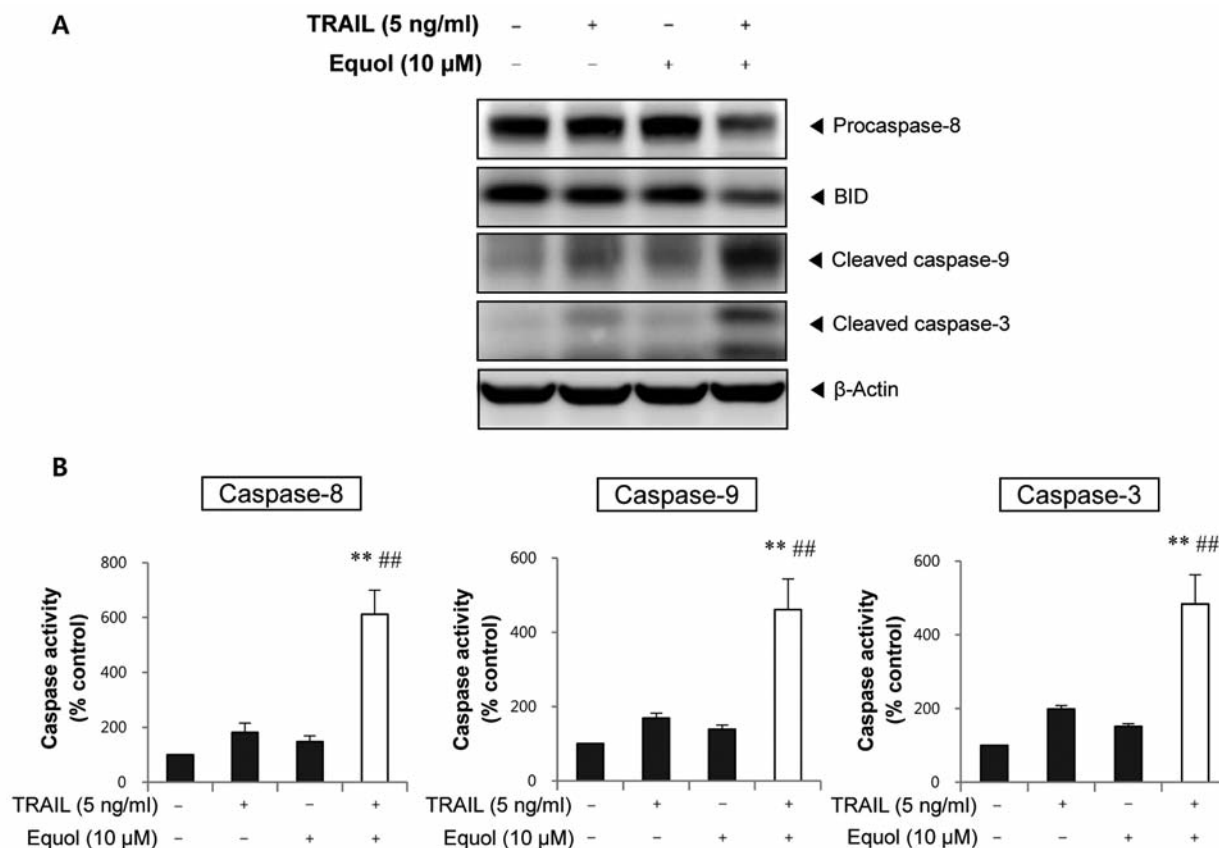 A
TRAIL (5 ng/ml) – + – +
Equol (10 µM) – – + +
◄ Procaspase-8
◄ BID
◄ Cleaved caspase-9
◄ Cleaved caspase-3
◄ β-Actin
B
Caspase-8
Caspase activity
(% control)
800
600
400
200
0
** ##
TRAIL (5 ng/ml) – + – +
Equol (10 µM) – – + +
Caspase-9
Caspase activity
(% control)
600
400
200
0
** ##
TRAIL (5 ng/ml) – + – +
Equol (10 µM) – – + +
Caspase-3
Caspase activity
(% control)
600
400
200
0
** ##
TRAIL (5 ng/ml) – + – +
Equol (10 µM) – – + +